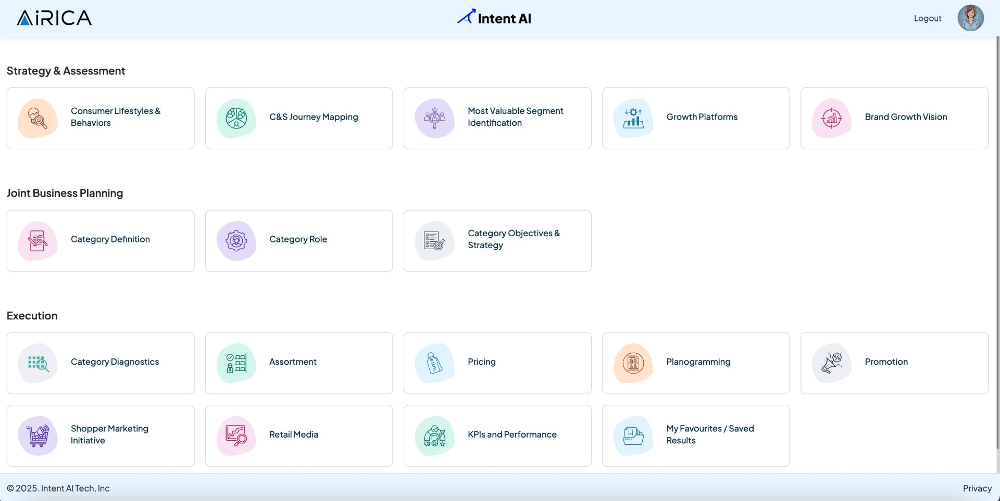 AiRICA
Intent AI
Logout
Strategy & Assessment
Consumer Lifestyles &
Behaviors
C&S Journey Mapping
Most Valuable Segment
Identification
Growth Platforms
Brand Growth Vision
Joint Business Planning
Category Definition
Category Role
Category Objectives &
Strategy
Execution
Category Diagnostics
Assortment
Pricing
Planogramming
Promotion
Shopper Marketing
Initiative
Retail Media
KPIs and Performance
My Favourites / Saved
Results
© 2025. Intent AI Tech, Inc
Privacy